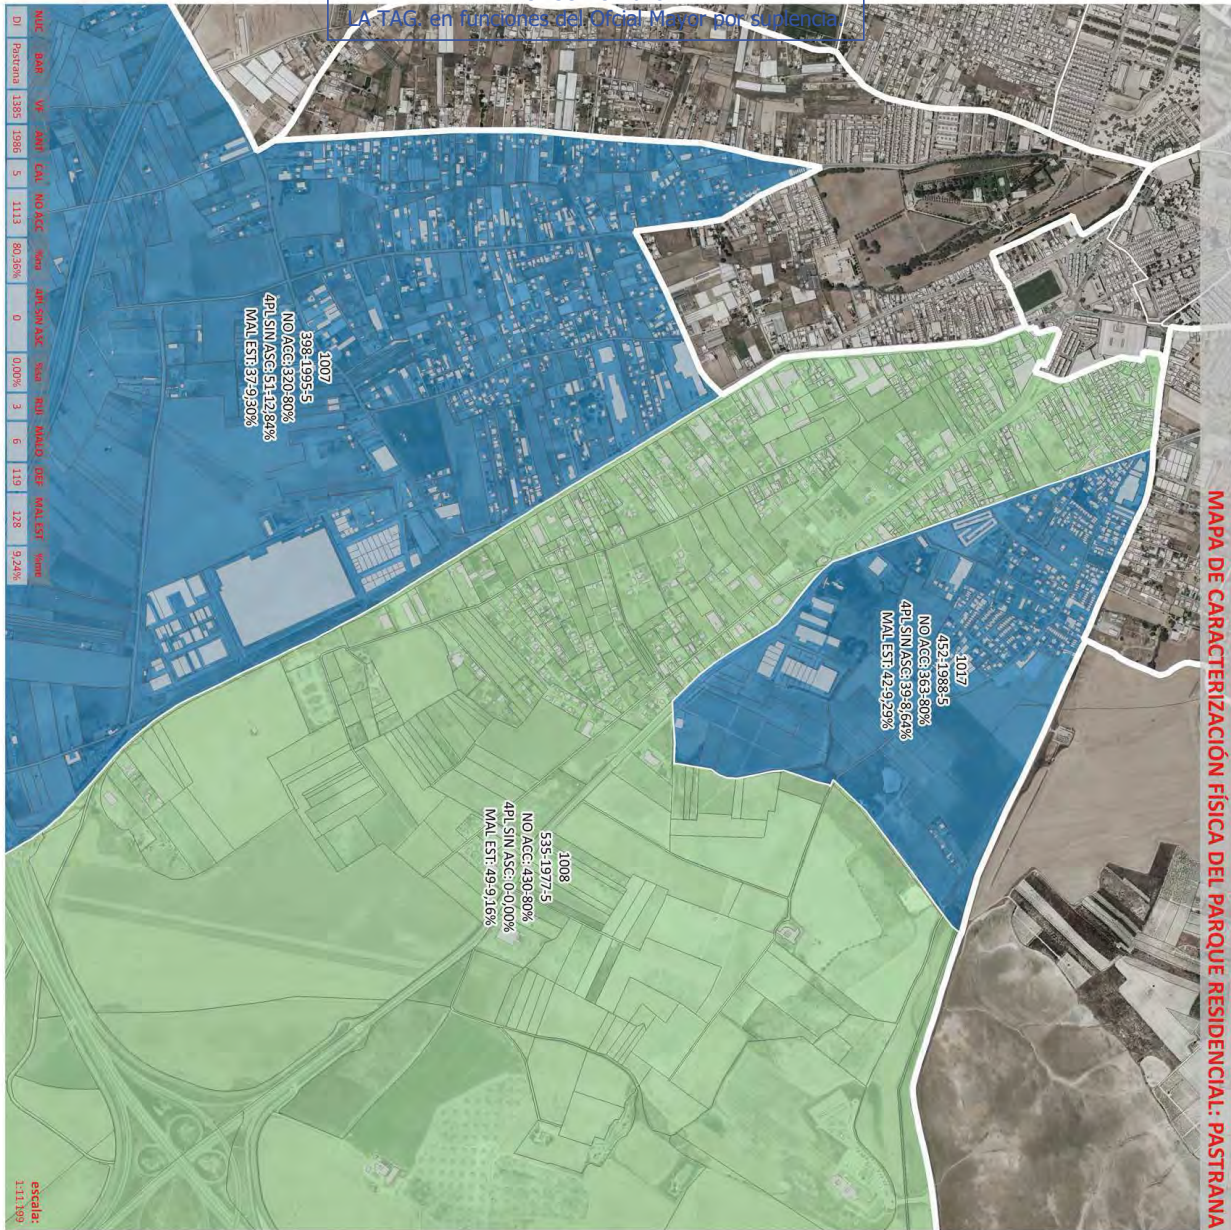 LA TAG. en funciones del Oficial Mayor por suplencia
MAPA DE CARACTERIZACIÓN FÍSICA DEL PARQUE RESIDENCIAL: PASTRANA
1017
452-1988-5
NO ACC: 363-80%
4PL SIN ASC: 39-8,64%
MAL EST: 42-9,29%
1008
535-1977-5
NO ACC: 430-80%
4PL SIN ASC: 0-0,00%
MAL EST: 49-9,16%
1007
398-1995-5
NO ACC: 320-80%
4PL SIN ASC: 51-12,84%
MAL EST: 37-9,30%
NUC BAR VF ANT CAL NO ACC %na 4PL SIN ASC %sa RUI MALO DEF MAL EST %me
DI Pastrana 1385 1986 5 1113 80,36% 0 0,00% 3 6 119 128 9,24%
escala:
1:11.199